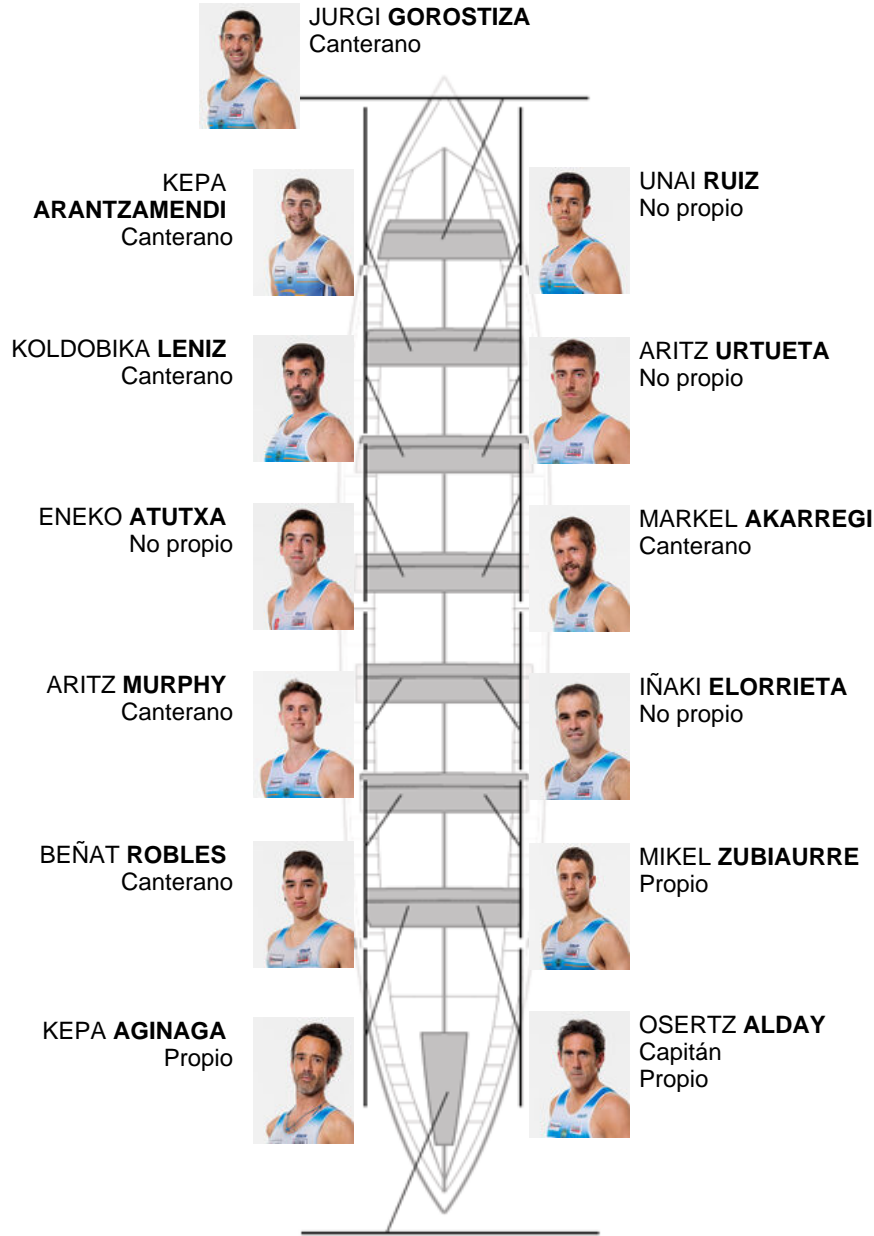 JURGI GOROSTIZA
Canterano
KEPA
ARANTZAMENDI
Canterano
UNAI RUIZ
No propio
KOLDOBIKA LENIZ
Canterano
ARITZ URTUETA
No propio
ENEKO ATUTXA
No propio
MARKEL AKARREGI
Canterano
ARITZ MURPHY
Canterano
IÑAKI ELORRIETA
No propio
BEÑAT ROBLES
Canterano
MIKEL ZUBIAURRE
Propio
KEPA AGINAGA
Propio
OSERTZ ALDAY
Capitán
Propio